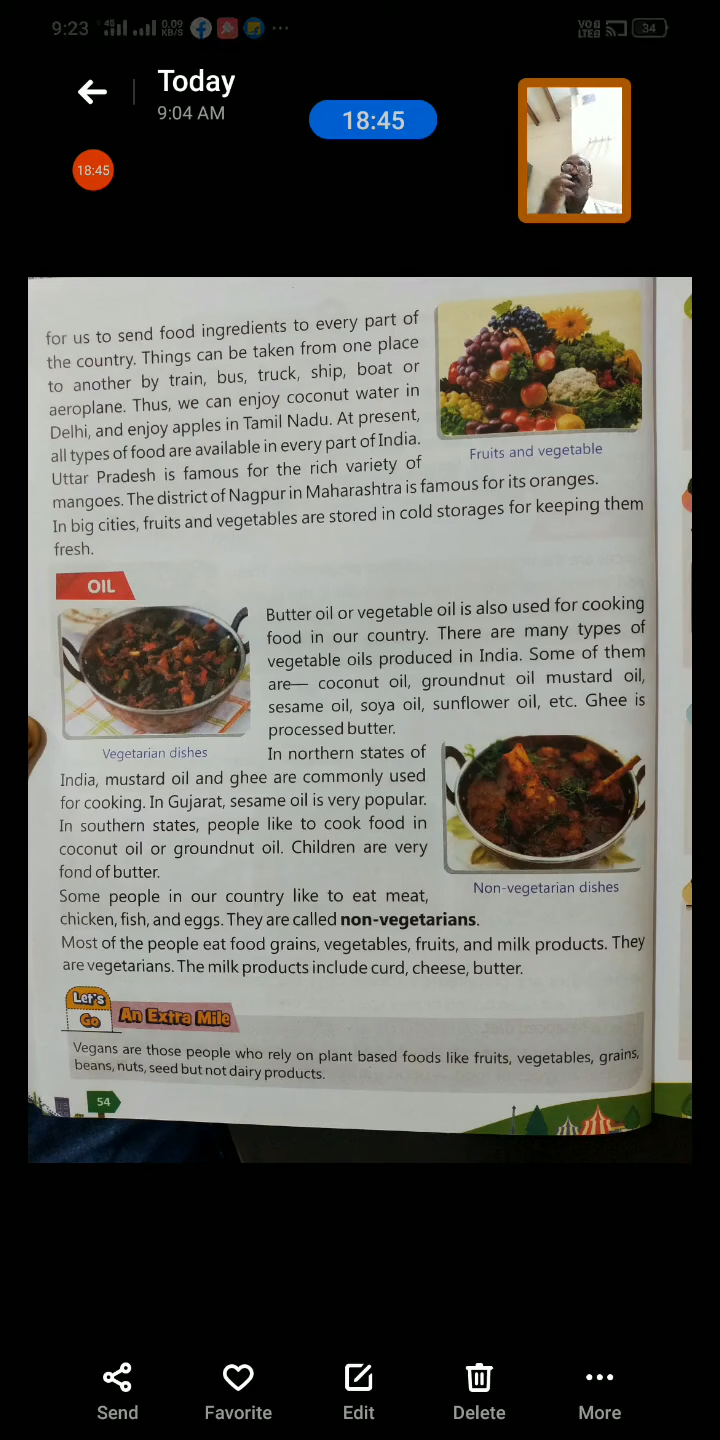 9:23 4G 0.09 KB/S ... VO LTE 34
Today
9:04 AM
18:45
18:45
for us to send food ingredients to every part of
the country. Things can be taken from one place
to another by train, bus, truck, ship, boat or
aeroplane. Thus, we can enjoy coconut water in
Delhi, and enjoy apples in Tamil Nadu. At present,
all types of food are available in every part of India.
Uttar Pradesh is famous for the rich variety of
mangoes. The district of Nagpur in Maharashtra is famous for its oranges.
In big cities, fruits and vegetables are stored in cold storages for keeping them
fresh.
Fruits and vegetable
OIL
Butter oil or vegetable oil is also used for cooking
food in our country. There are many types of
vegetable oils produced in India. Some of them
are— coconut oil, groundnut oil mustard oil,
sesame oil, soya oil, sunflower oil, etc. Ghee is
processed butter.
Vegetarian dishes
In northern states of
India, mustard oil and ghee are commonly used
for cooking. In Gujarat, sesame oil is very popular.
In southern states, people like to cook food in
coconut oil or groundnut oil. Children are very
fond of butter.
Non-vegetarian dishes
Some people in our country like to eat meat,
chicken, fish, and eggs. They are called non-vegetarians.
Most of the people eat food grains, vegetables, fruits, and milk products. They
are vegetarians. The milk products include curd, cheese, butter.
Let's
Go An Extra Mile
Vegans are those people who rely on plant based foods like fruits, vegetables, grains,
beans, nuts, seed but not dairy products.
54
Send Favorite Edit Delete More